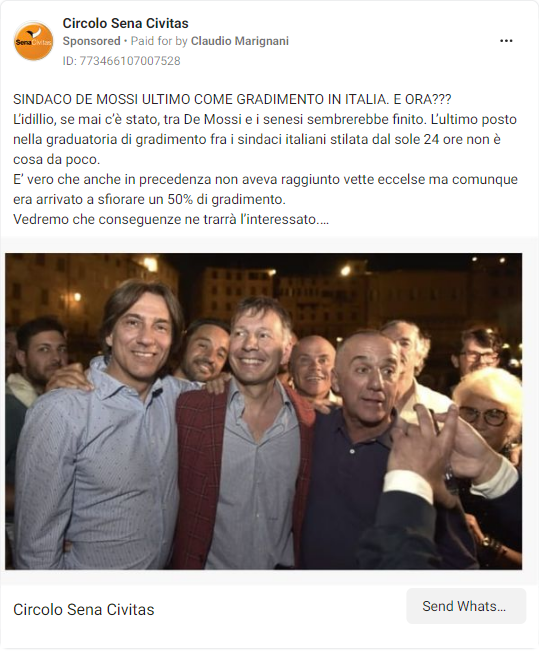 Circolo Sena Civitas
Sponsored • Paid for by Claudio Marignani
ID: 773466107007528
SenaCivitas
SINDACO DE MOSSI ULTIMO COME GRADIMENTO IN ITALIA. E ORA???
L'idillio, se mai c'è stato, tra De Mossi e i senesi sembrerebbe finito. L'ultimo posto
nella graduatoria di gradimento fra i sindaci italiani stilata dal sole 24 ore non è
cosa da poco.
E' vero che anche in precedenza non aveva raggiunto vette eccelse ma comunque
era arrivato a sfiorare un 50% di gradimento.
Vedremo che conseguenze ne trarrà l'interessato....
Circolo Sena Civitas
Send Whats...